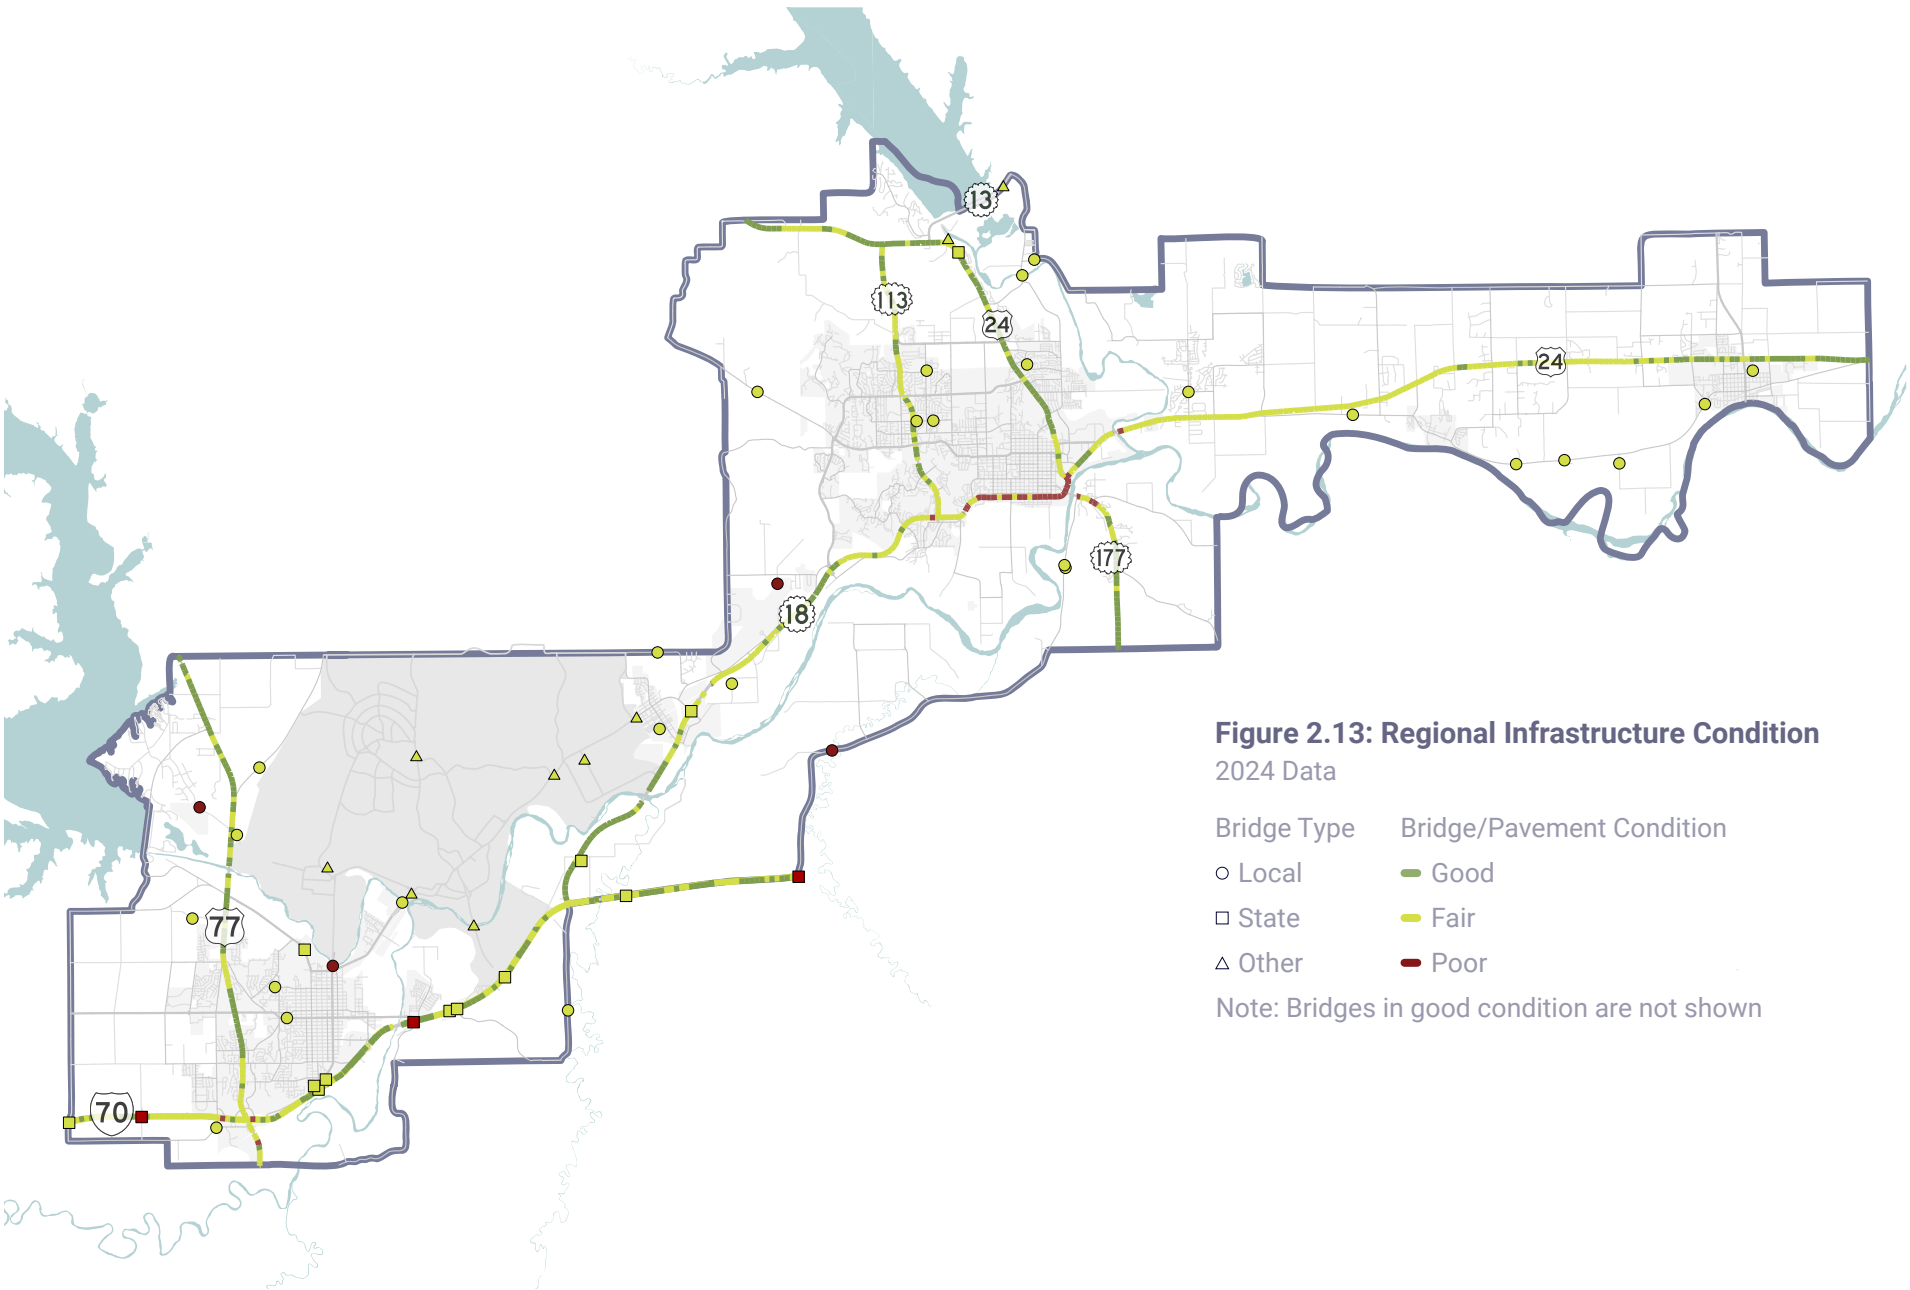 13
113
24
24
177
18
77
70
Figure 2.13: Regional Infrastructure Condition
2024 Data
Bridge Type
Bridge/Pavement Condition
Local
Good
State
Fair
Other
Poor
Note: Bridges in good condition are not shown